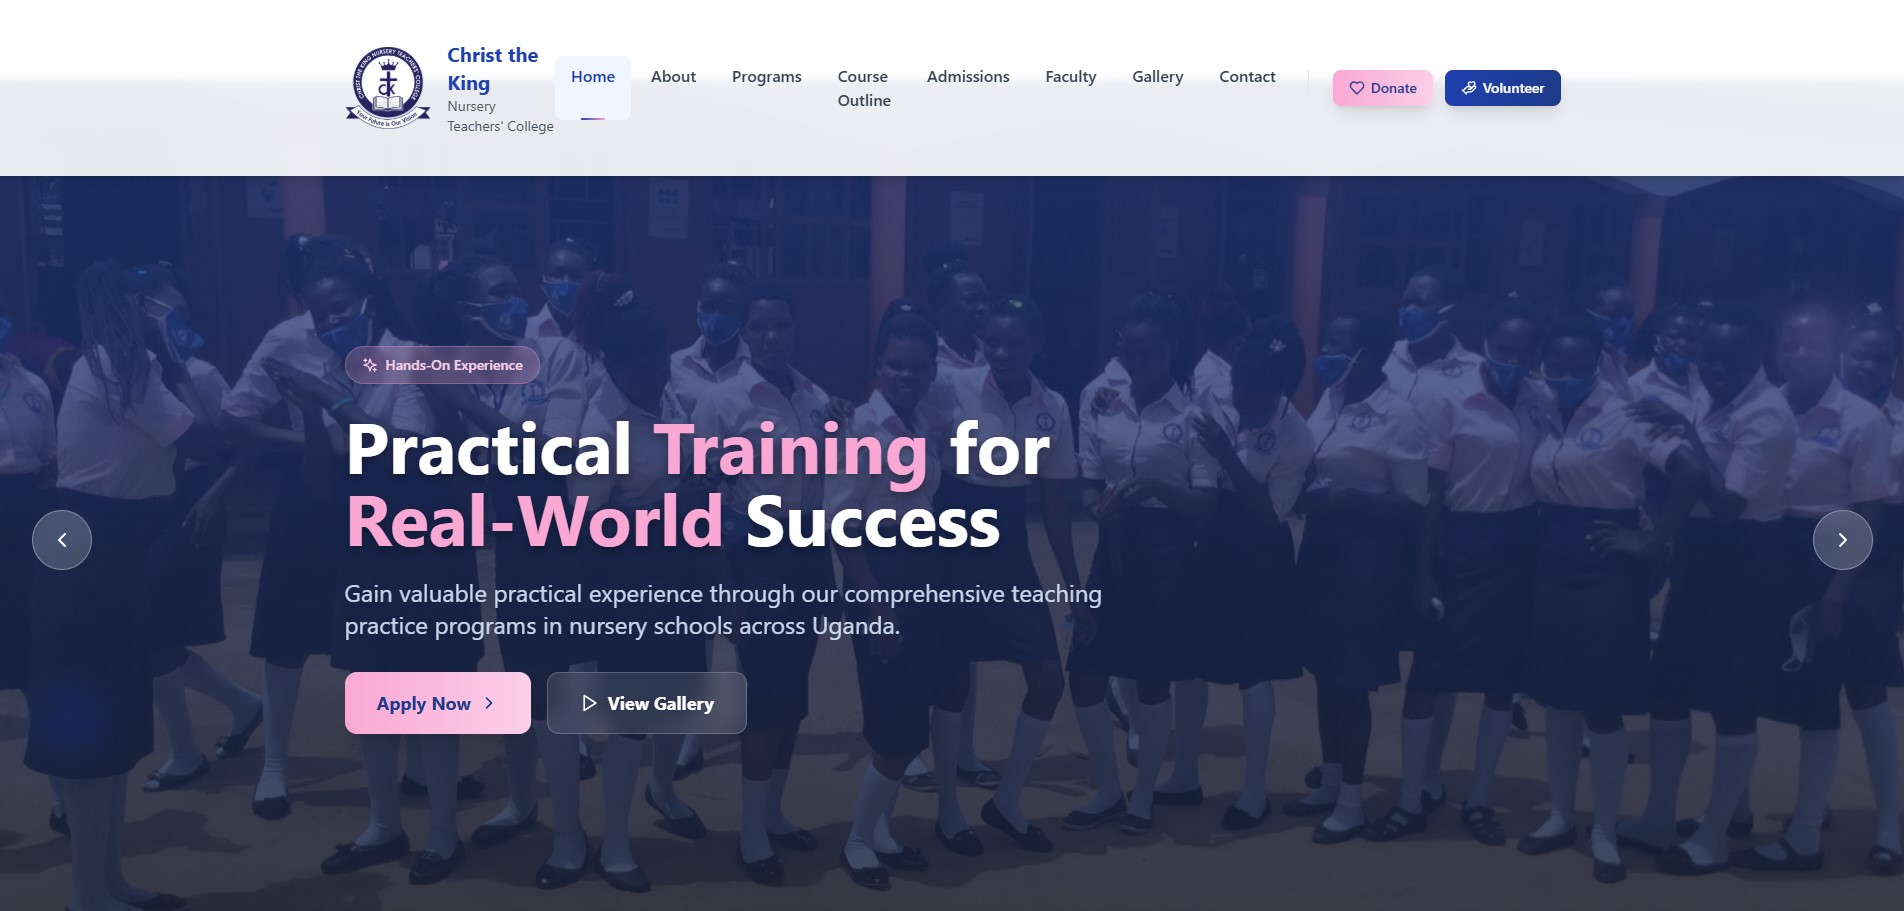 CHRIST THE KING NURSERY TEACHERS' COLLEGE
CK
Your Future is Our Vision
Christ the
King
Nursery
Teachers' College
Home
About
Programs
Course
Outline
Admissions
Faculty
Gallery
Contact
Donate
Volunteer
Hands-On Experience
Practical Training for
Real-World Success
Gain valuable practical experience through our comprehensive teaching
practice programs in nursery schools across Uganda.
Apply Now
View Gallery